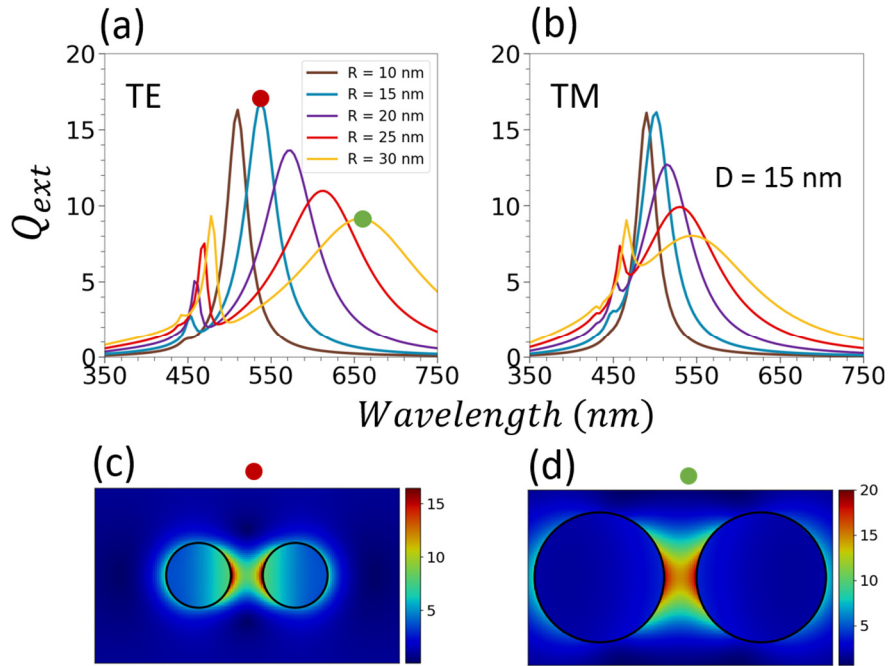 (a)
(b)
20
15
10
5
0
Q_ext
TE
R = 10 nm
R = 15 nm
R = 20 nm
R = 25 nm
R = 30 nm
350 450 550 650 750
20
15
10
5
0
TM
D = 15 nm
350 450 550 650 750
Wavelength (nm)
(c)
15
10
5
(d)
20
15
10
5